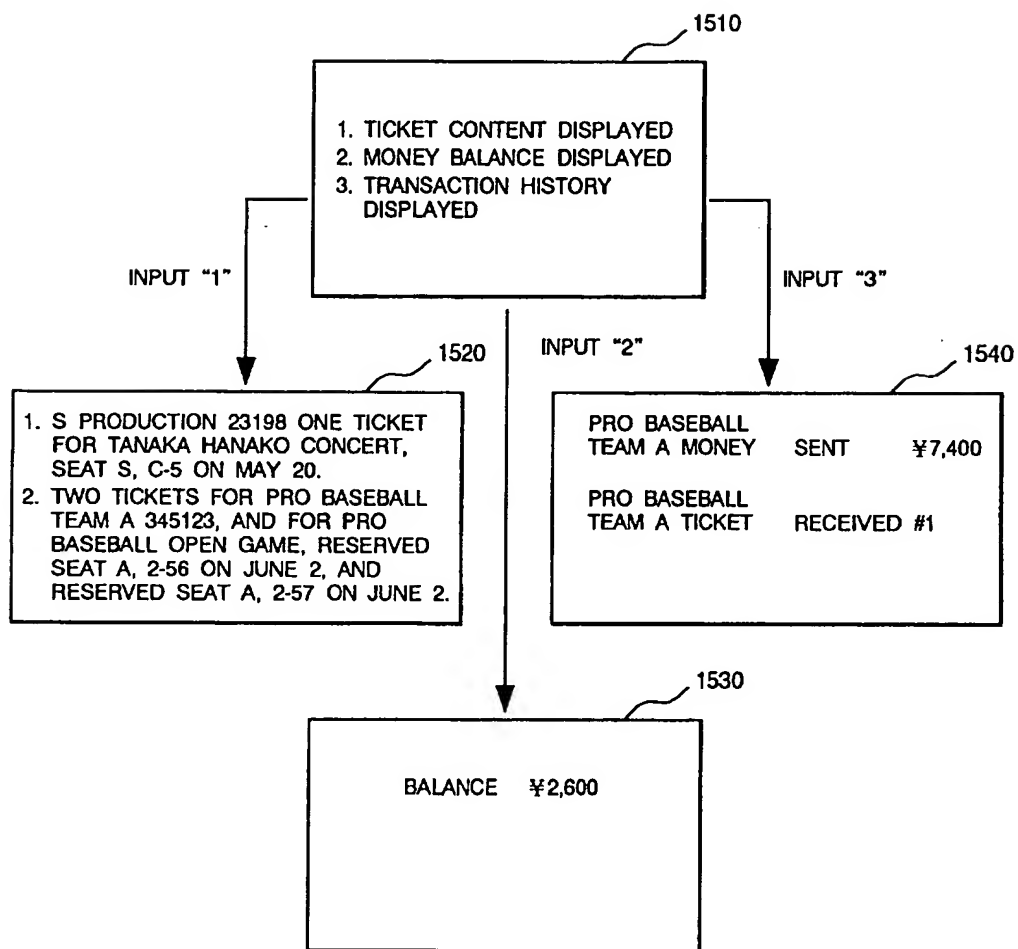 1510
1. TICKET CONTENT DISPLAYED
2. MONEY BALANCE DISPLAYED
3. TRANSACTION HISTORY
DISPLAYED
INPUT "1"
INPUT "2"
INPUT "3"
1520
1. S PRODUCTION 23198 ONE TICKET
FOR TANAKA HANAKO CONCERT,
SEAT S, C-5 ON MAY 20.
2. TWO TICKETS FOR PRO BASEBALL
TEAM A 345123, AND FOR PRO
BASEBALL OPEN GAME, RESERVED
SEAT A, 2-56 ON JUNE 2, AND
RESERVED SEAT A, 2-57 ON JUNE 2.
1540
PRO BASEBALL
TEAM A MONEY SENT ¥7,400
PRO BASEBALL
TEAM A TICKET RECEIVED #1
1530
BALANCE ¥2,600